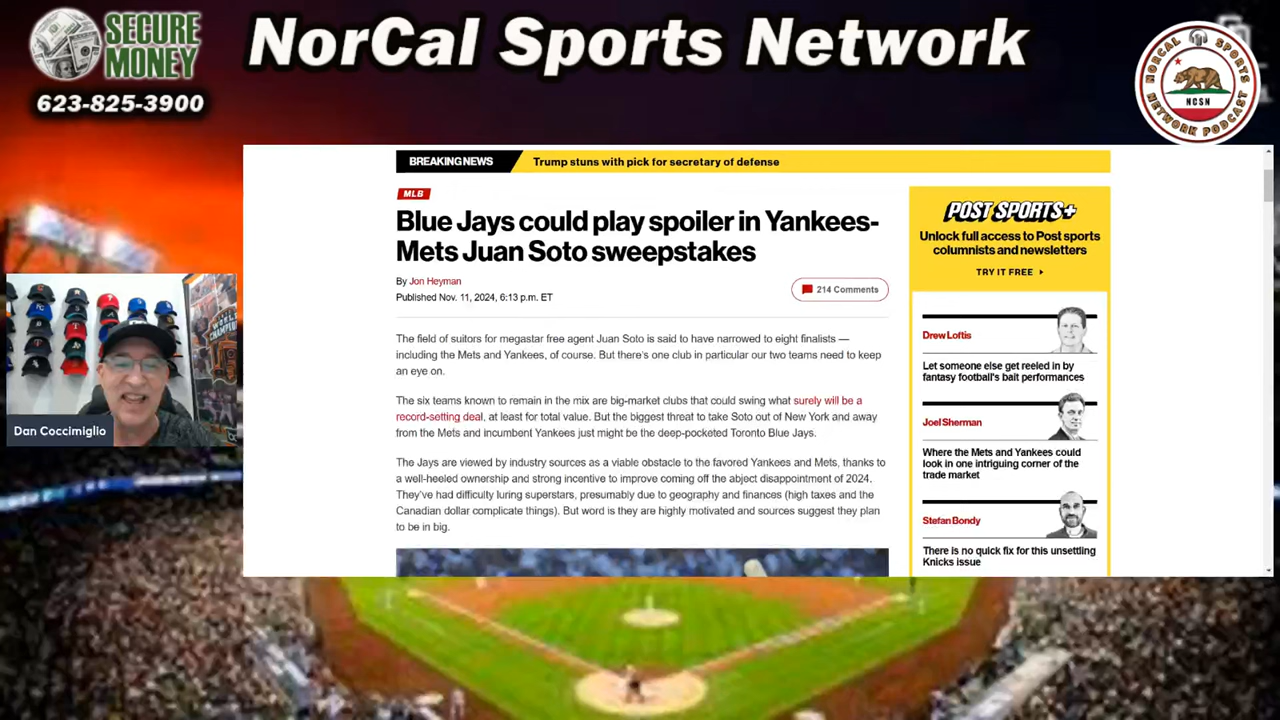 SECURE
MONEY
623-825-3900
NorCal Sports Network
NORCAL SPORTS
NCSN
NETWORK PODCAST
BREAKING NEWS
Trump stuns with pick for secretary of defense
MLB
Blue Jays could play spoiler in Yankees-
Mets Juan Soto sweepstakes
By Jon Heyman
Published Nov. 11, 2024, 6:13 p.m. ET
214 Comments
The field of suitors for megastar free agent Juan Soto is said to have narrowed to eight finalists —
including the Mets and Yankees, of course. But there's one club in particular our two teams need to keep
an eye on.
The six teams known to remain in the mix are big-market clubs that could swing what surely will be a
record-setting deal, at least for total value. But the biggest threat to take Soto out of New York and away
from the Mets and incumbent Yankees just might be the deep-pocketed Toronto Blue Jays.
The Jays are viewed by industry sources as a viable obstacle to the favored Yankees and Mets, thanks to
a well-heeled ownership and strong incentive to improve coming off the abject disappointment of 2024.
They've had difficulty luring superstars, presumably due to geography and finances (high taxes and the
Canadian dollar complicate things). But word is they are highly motivated and sources suggest they plan
to be in big.
POST SPORTS+
Unlock full access to Post sports
columnists and newsletters
TRY IT FREE
Drew Loftis
Let someone else get reeled in by
fantasy football's bait performances
Joel Sherman
Where the Mets and Yankees could
look in one intriguing corner of the
trade market
Stefan Bondy
There is no quick fix for this unsettling
Knicks issue
Dan Coccimiglio